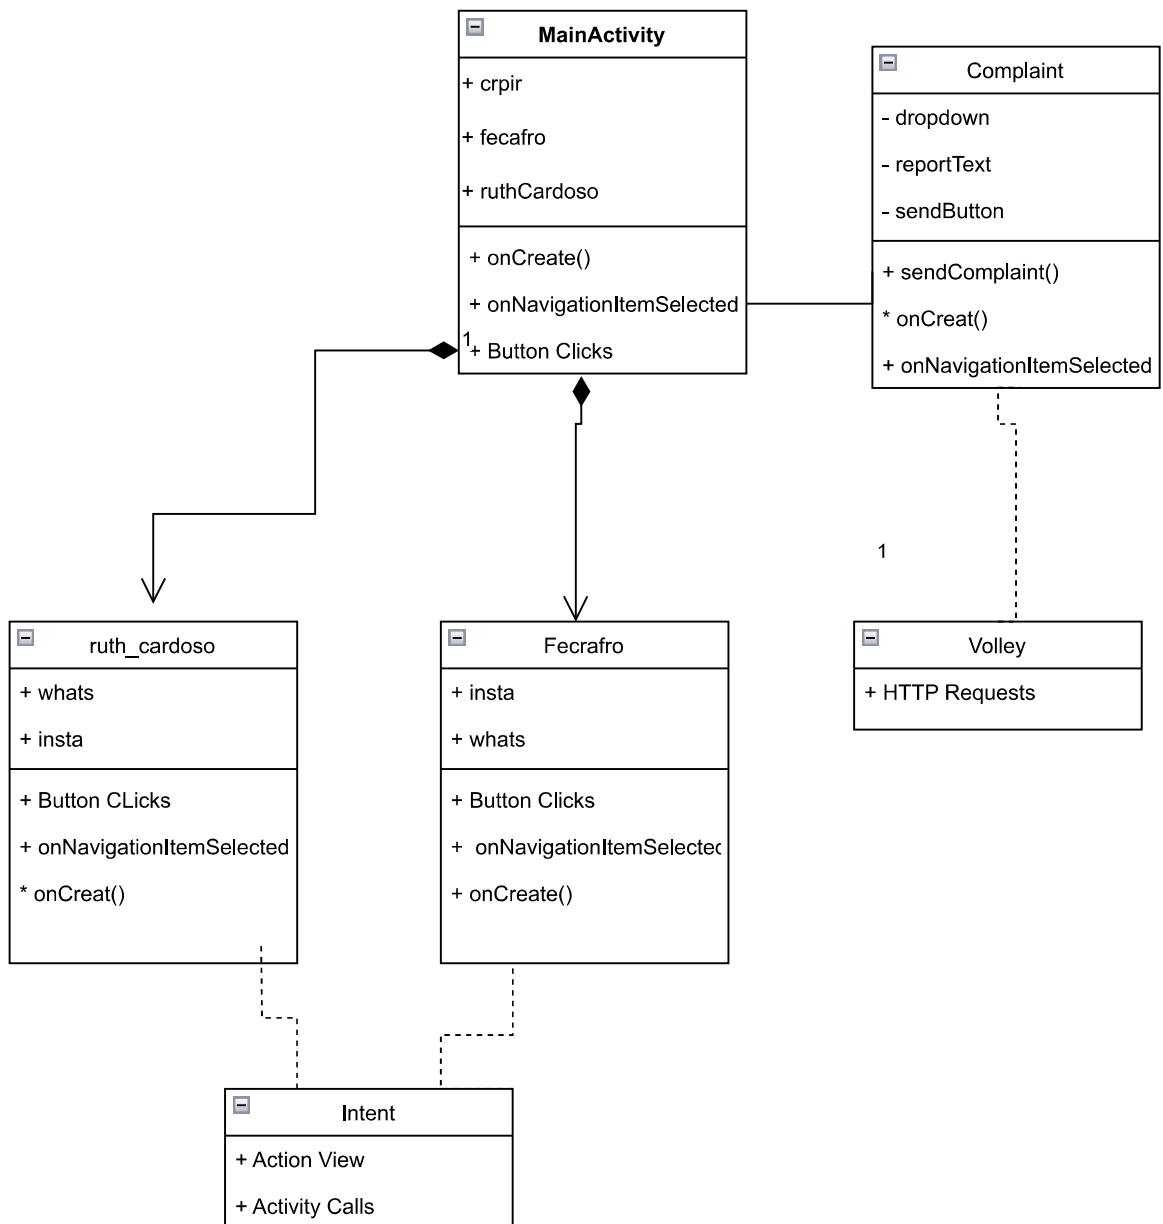 MainActivity
+ crpir
+ fecafro
+ ruthCardoso
+ onCreate()
+ onNavigationItemSelected
1
+ Button Clicks
Complaint
- dropdown
- reportText
- sendButton
+ sendComplaint()
* onCreat()
+ onNavigationItemSelected
1
ruth_cardoso
+ whats
+ insta
+ Button CLicks
+ onNavigationItemSelected
* onCreat()
Fecrafro
+ insta
+ whats
+ Button Clicks
+ onNavigationItemSelected
+ onCreate()
Volley
+ HTTP Requests
Intent
+ Action View
+ Activity Calls